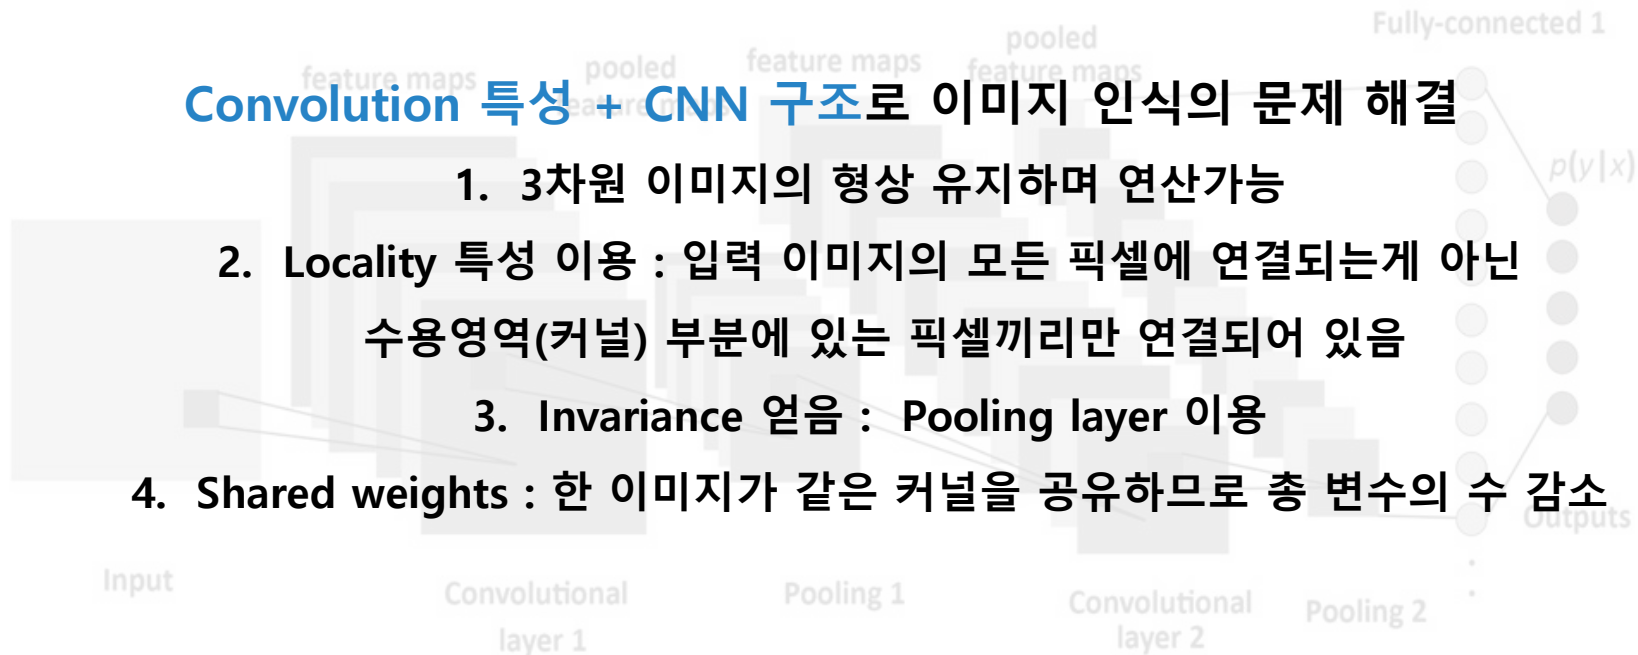 Fully-connected 1
feature maps
pooled
feature maps
feature maps
pooled
feature maps
Convolution 특성 + CNN 구조로 이미지 인식의 문제 해결
p(y|x)
1. 3차원 이미지의 형상 유지하며 연산가능
2. Locality 특성 이용 : 입력 이미지의 모든 픽셀에 연결되는게 아닌
수용영역(커널) 부분에 있는 픽셀끼리만 연결되어 있음
3. Invariance 얻음 : Pooling layer 이용
4. Shared weights : 한 이미지가 같은 커널을 공유하므로 총 변수의 수 감소
Outputs
Input
Convolutional
layer 1
Pooling 1
Convolutional
layer 2
Pooling 2